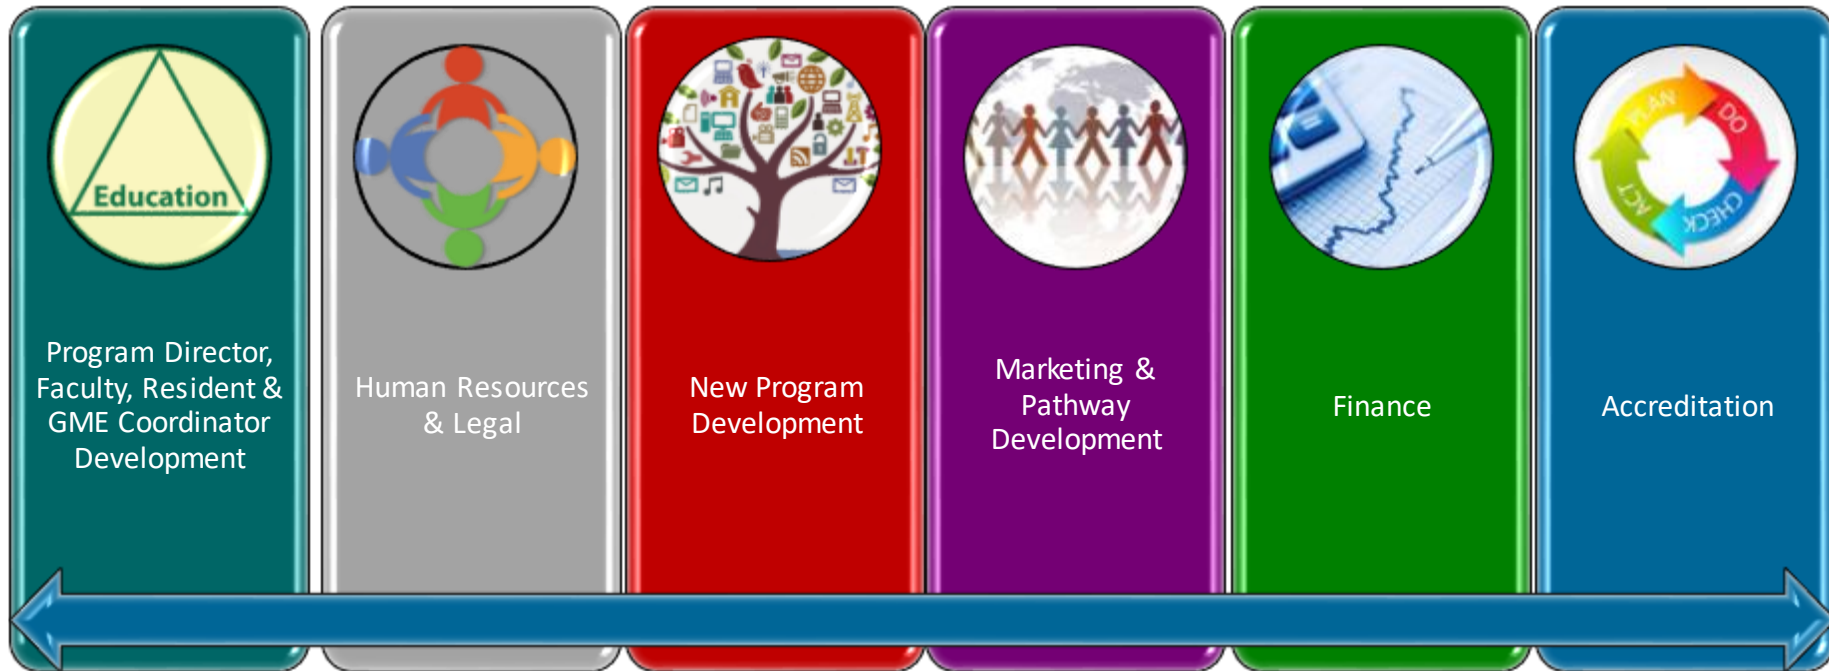 Education
Program Director,
Faculty, Resident &
GME Coordinator
Development
Human Resources
& Legal
New Program
Development
Marketing &
Pathway
Development
Finance
PLAN
DO
CHECK
ACT
Accreditation